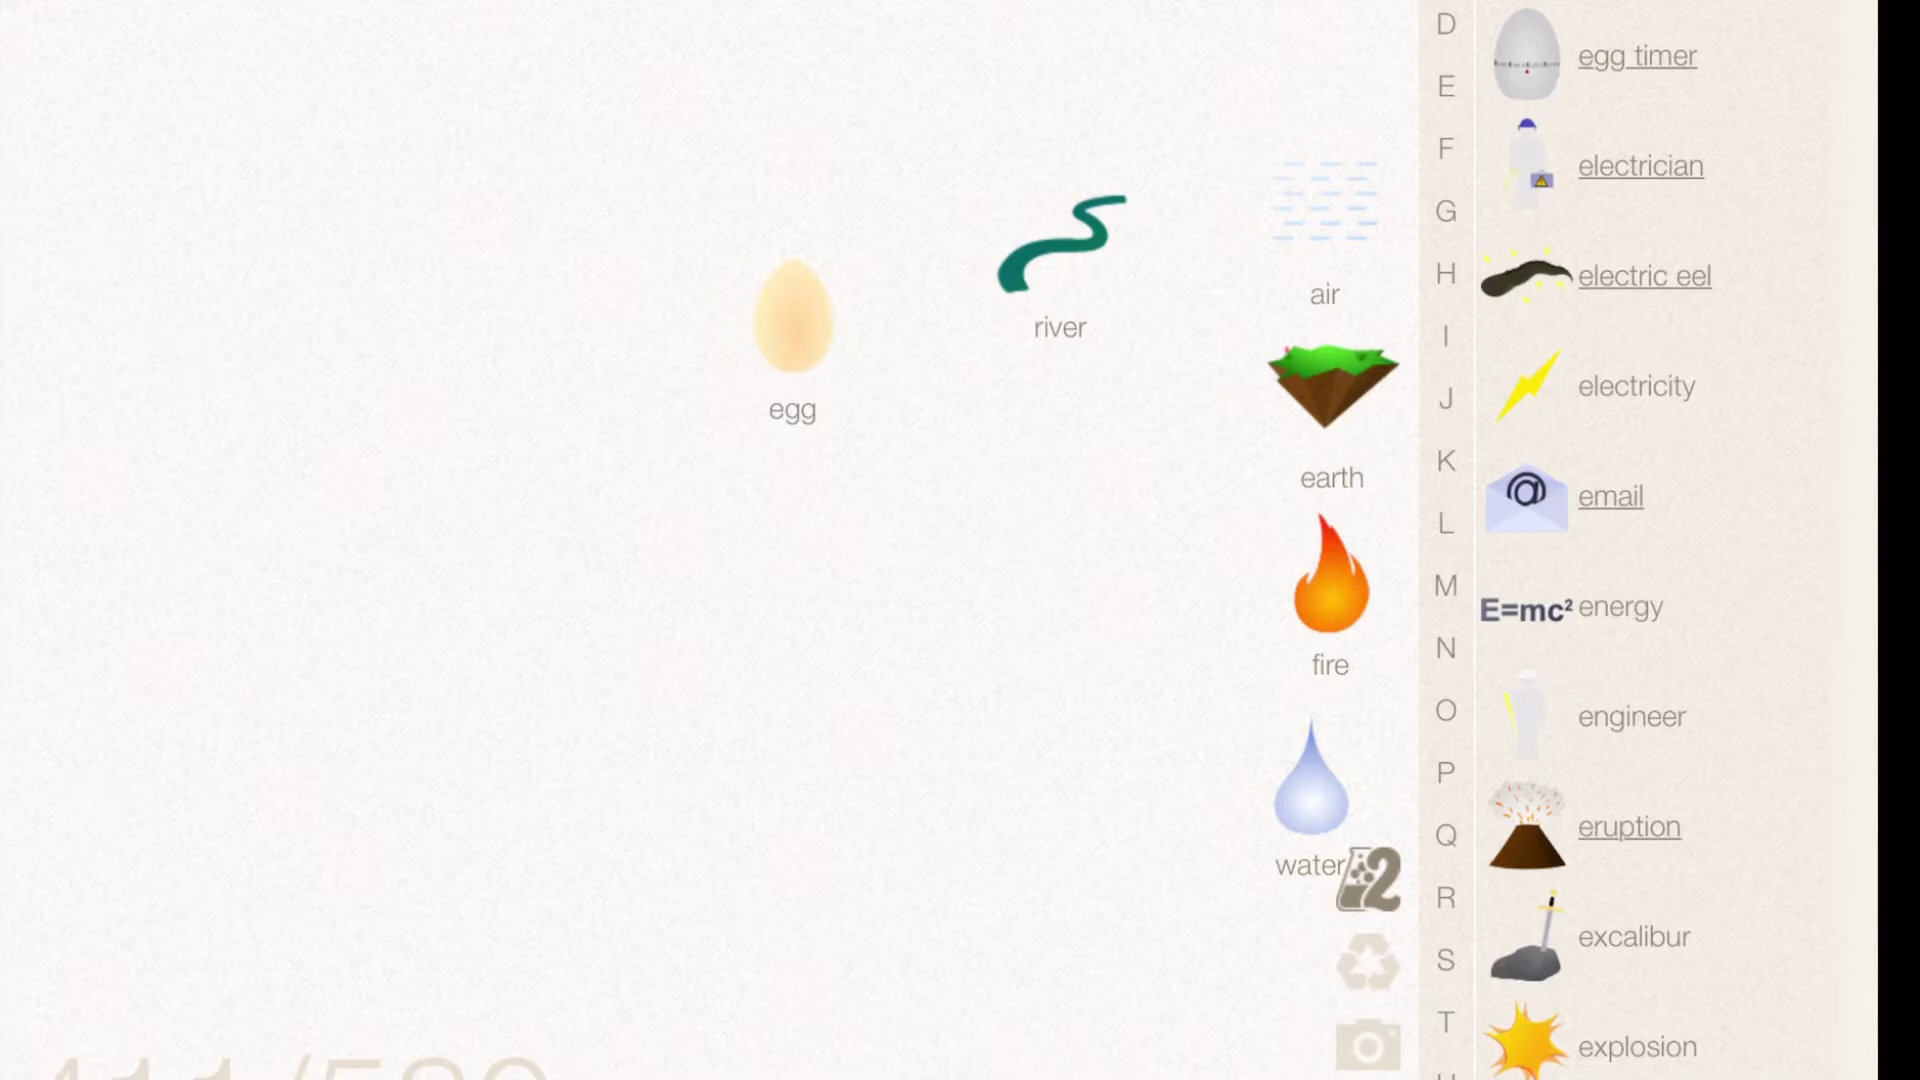 egg
river
air
earth
fire
water
2
D
E
F
G
H
I
J
K
L
M
N
O
P
Q
R
S
T
egg timer
electrician
electric eel
electricity
@
email
E=mc²
energy
engineer
eruption
excalibur
explosion